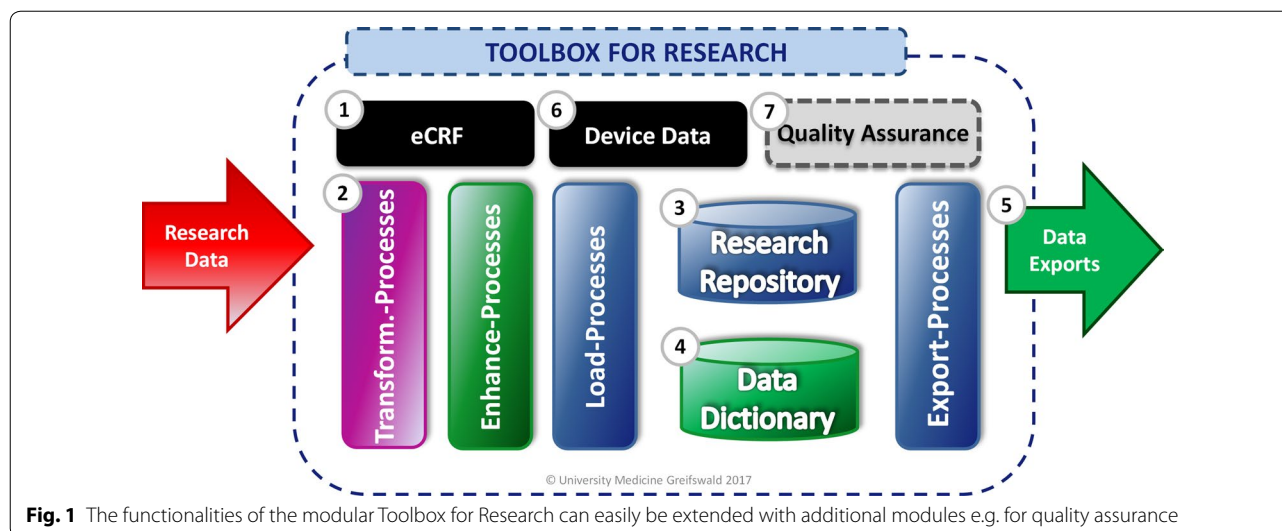 TOOLBOX FOR RESEARCH
1
eCRF
6
Device Data
7
Quality Assurance
Research
Data
2
Transform.-Processes
Enhance-Processes
Load-Processes
3
Research
Repository
4
Data
Dictionary
Export-Processes
5
Data
Exports
© University Medicine Greifswald 2017
Fig. 1 The functionalities of the modular Toolbox for Research can easily be extended with additional modules e.g. for quality assurance